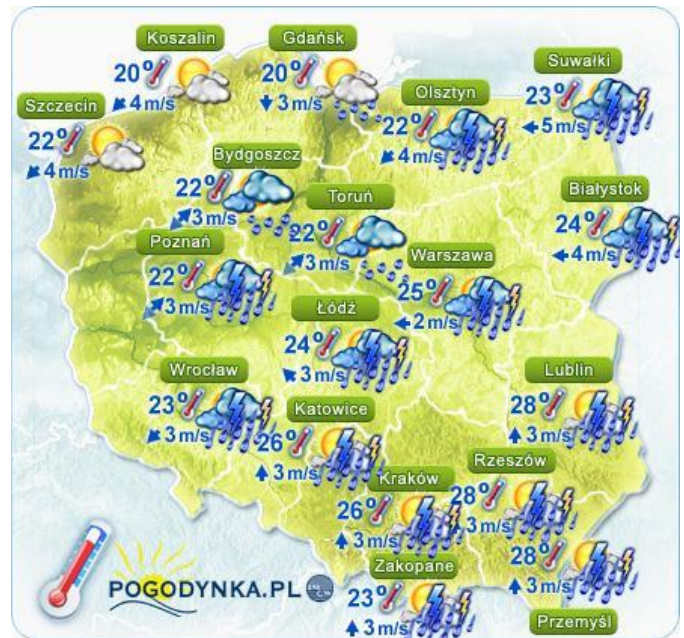 Koszalin
20°
4 m/s
Gdańsk
20°
3 m/s
Suwałki
23°
5 m/s
Szczecin
22°
4 m/s
Olsztyn
22°
4 m/s
Bydgoszcz
22°
3 m/s
Toruń
22°
3 m/s
Białystok
24°
4 m/s
Poznań
22°
3 m/s
Warszawa
25°
2 m/s
Łódź
24°
3 m/s
Wrocław
23°
3 m/s
Katowice
26°
3 m/s
Lublin
28°
3 m/s
Kraków
26°
3 m/s
Rzeszów
28°
3 m/s
Zakopane
23°
3 m/s
28°
3 m/s
Przemyśl
POGODYNKA.PL